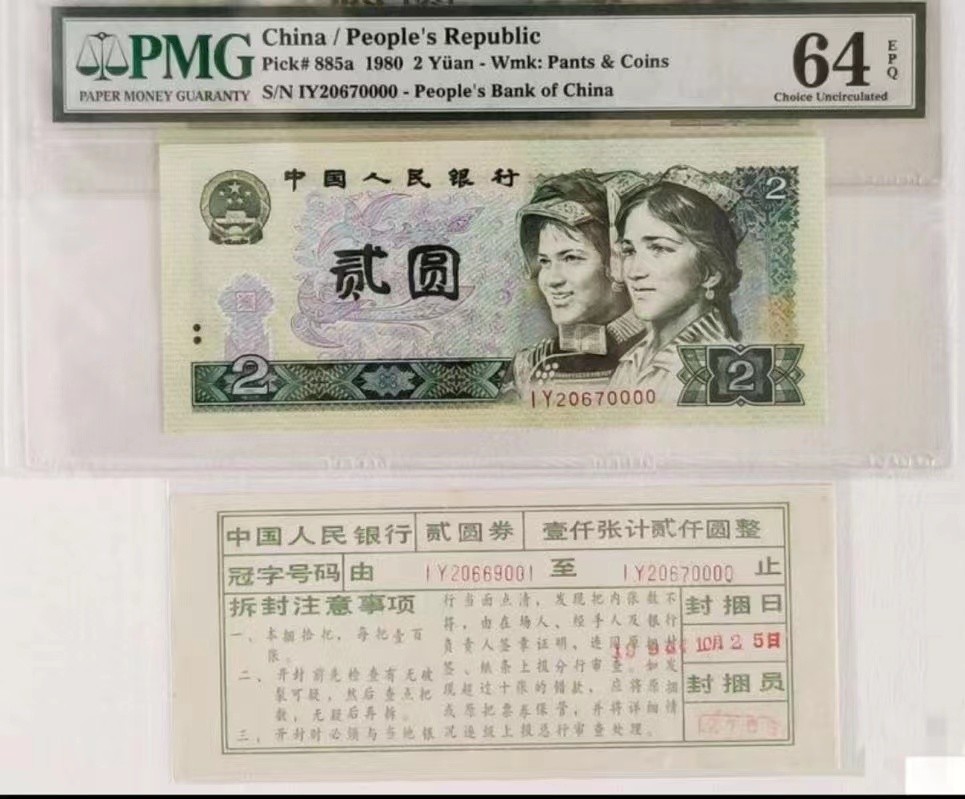 PMG
PAPER MONEY GUARANTY
China / People's Republic
Pick# 885a 1980 2 Yüan - Wmk: Pants & Coins
S/N IY20670000 - People's Bank of China
64 EPQ
Choice Uncirculated
中国人民银行
2
贰圆
2
IY20670000
2
中国人民银行 贰圆券 壹仟张计贰仟圆整
冠字号码 由 IY20669001 至 IY20670000 止
拆封注意事项
一、本捆拾把，每把壹百
张。
二、开封前先检查有无破
裂可疑，然后查点把
数，无疑后再拆。
三、开封时必须与当地银
行当面点清，发现把内张数不
符，由在场人、经手人及银行
负责人签章证明，连同原捆封
签、纸条上报分行审查。如发
现超过十张的错款，应将原捆
或原把票券保管，并将详细情
况逐级上报总行审查处理。
封捆日
10月25日
封捆员